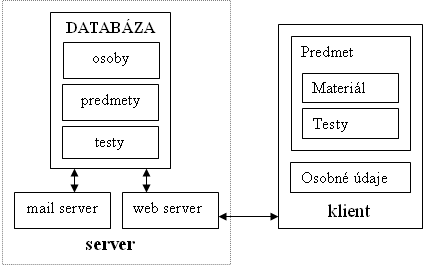 DATABÁZA
osoby
predmety
testy
mail server
web server
server
Predmet
Materiál
Testy
Osobné údaje
klient